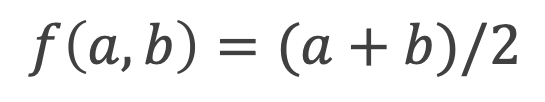 f(a, b) = (a + b)/2